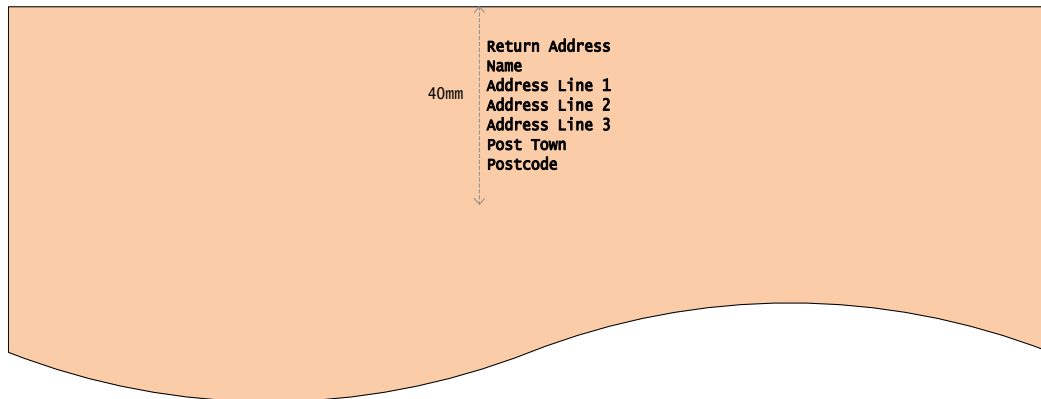 Return Address
Name
40mm
Address Line 1
Address Line 2
Address Line 3
Post Town
Postcode